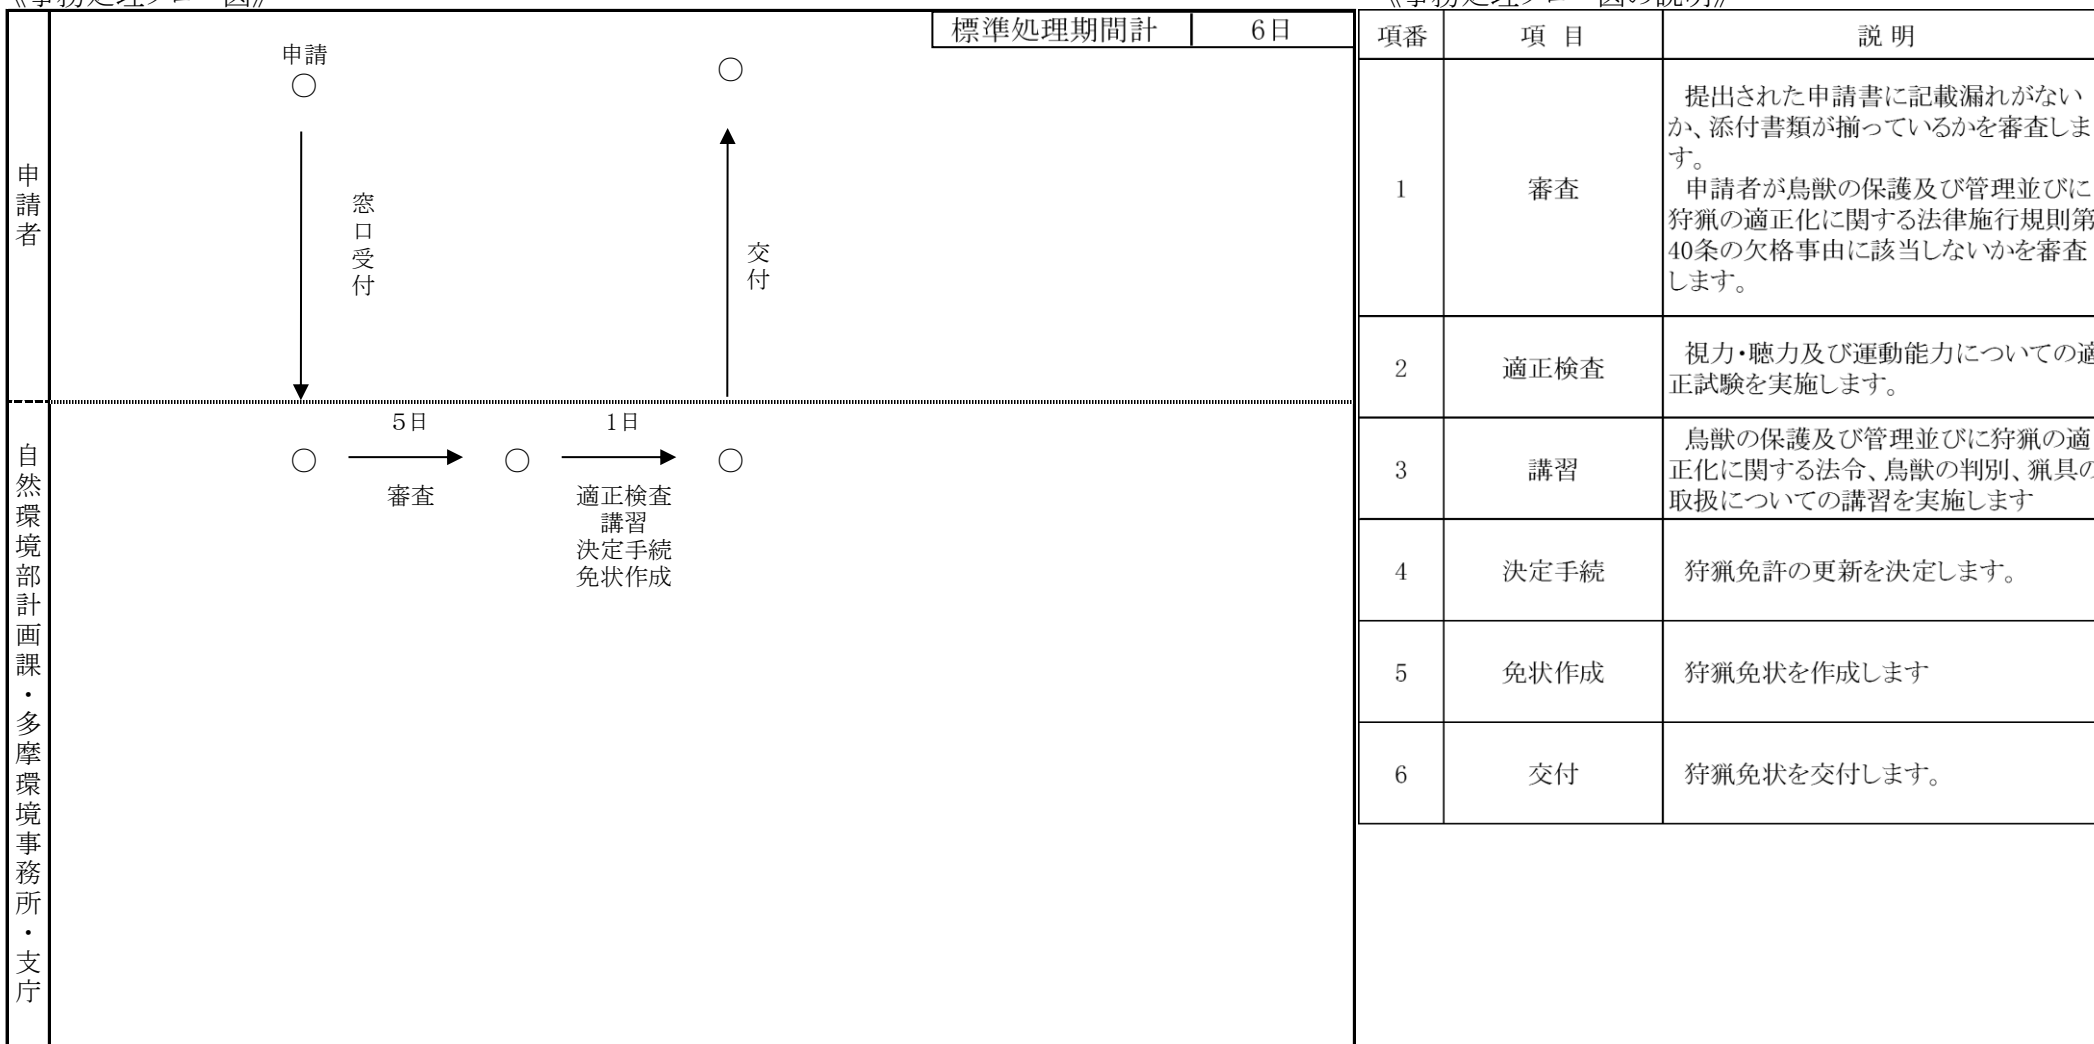 標準処理期間計 6日
申請者
申請
窓口受付
交付
自然環境部計画課・多摩環境事務所・支庁
5日
審査
1日
適正検査
講習
決定手続
免状作成
項番 項 目 説 明
1 審査
提出された申請書に記載漏れがない
か、添付書類が揃っているかを審査しま
す。
申請者が鳥獣の保護及び管理並びに
狩猟の適正化に関する法律施行規則第
40条の欠格事由に該当しないかを審査
します。
2 適正検査
視力・聴力及び運動能力についての適
正試験を実施します。
3 講習
鳥獣の保護及び管理並びに狩猟の適
正化に関する法令、鳥獣の判別、猟具の
取扱についての講習を実施します
4 決定手続 狩猟免許の更新を決定します。
5 免状作成 狩猟免状を作成します
6 交付 狩猟免状を交付します。